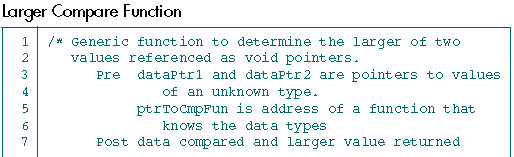 Larger Compare Function
1 /* Generic function to determine the larger of two
2 values referenced as void pointers.
3 Pre dataPtr1 and dataPtr2 are pointers to values
4 of an unknown type.
5 ptrToCmpFun is address of a function that
6 knows the data types
7 Post data compared and larger value returned